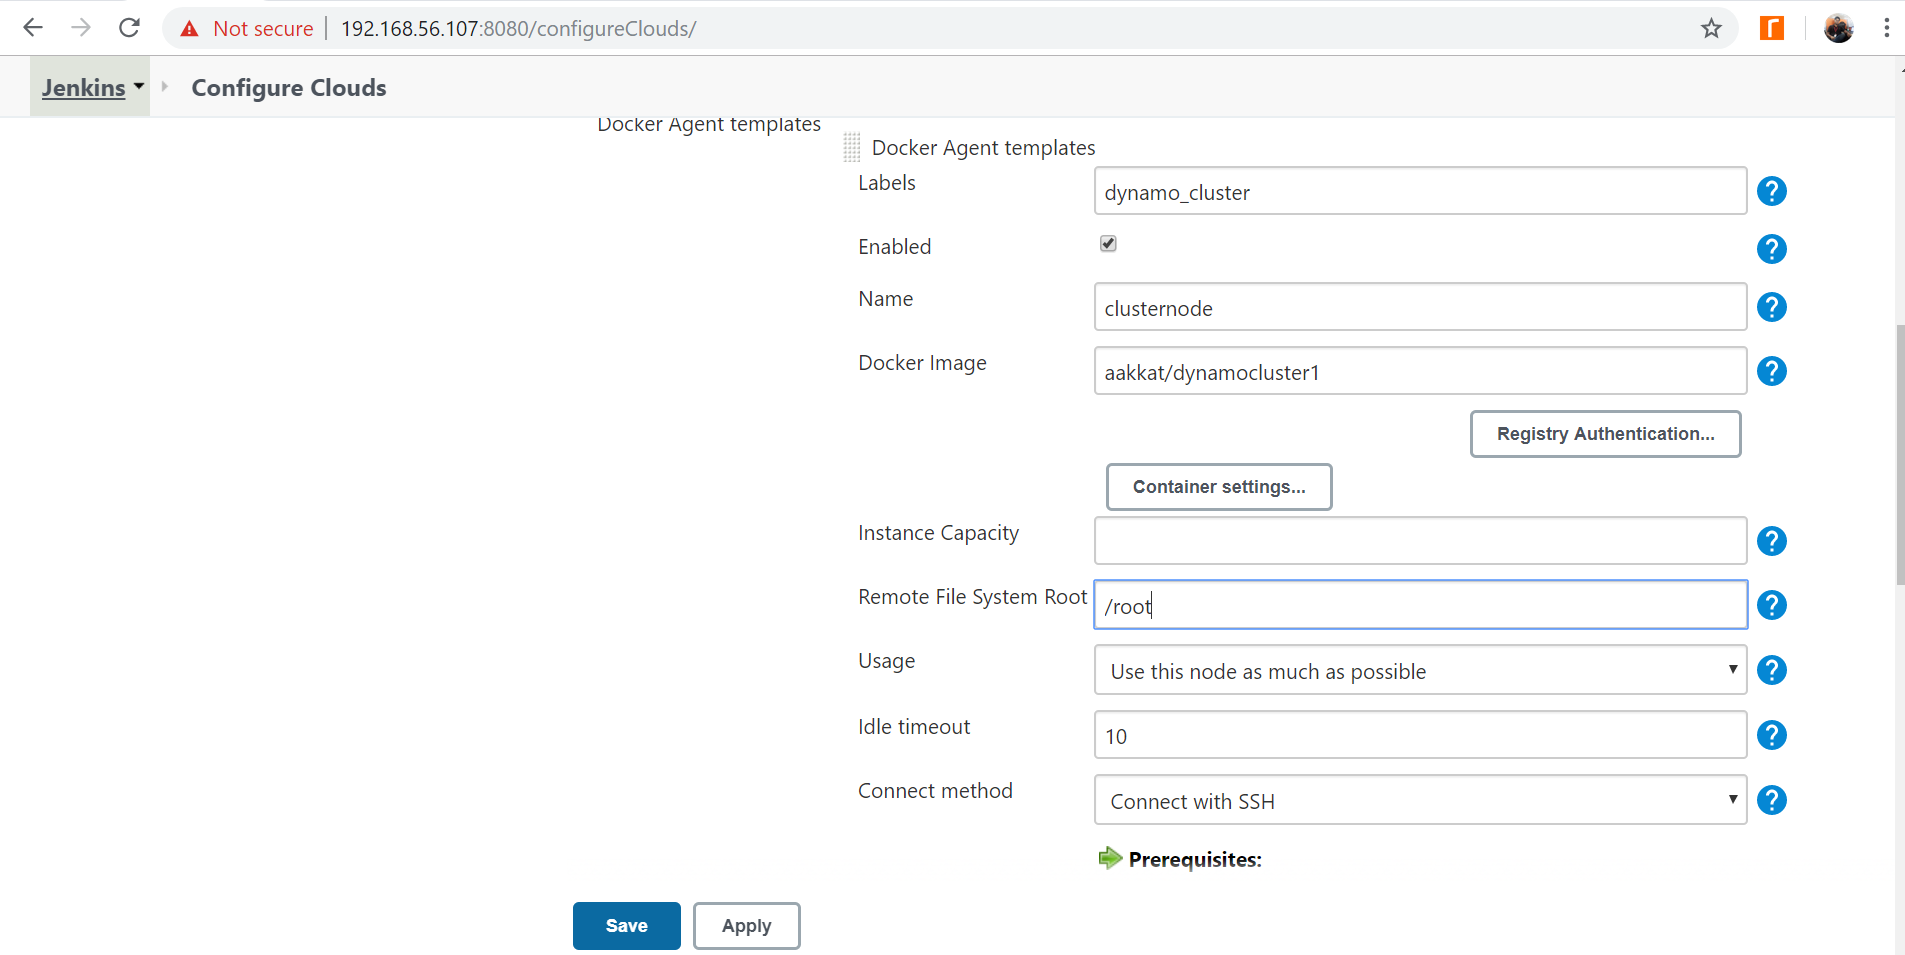 Not secure | 192.168.56.107:8080/configureClouds/
Jenkins Configure Clouds
Docker Agent templates
Docker Agent templates
Labels dynamo_cluster ?
Enabled ?
Name clusternode ?
Docker Image aakkat/dynamocluster1 ?
Registry Authentication...
Container settings...
Instance Capacity ?
Remote File System Root /root ?
Usage Use this node as much as possible ?
Idle timeout 10 ?
Connect method Connect with SSH ?
Prerequisites:
Save Apply